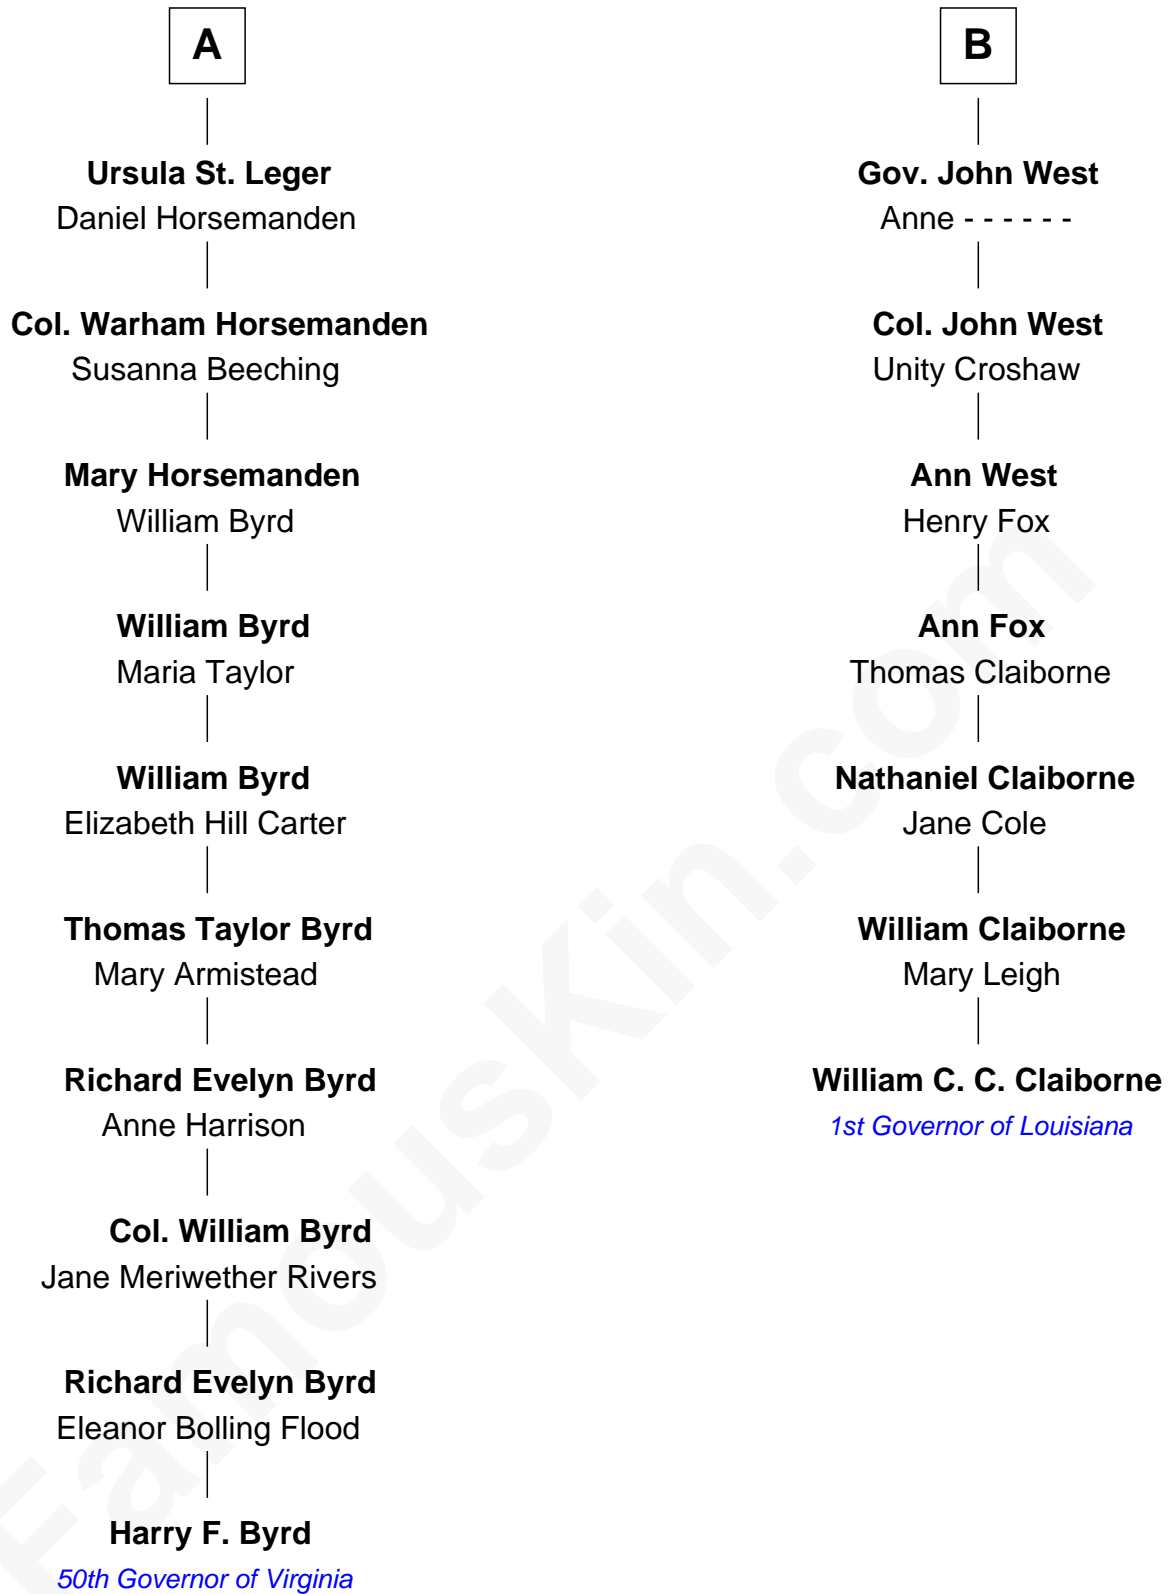 A
Ursula St. Leger
Daniel Horsemanden
Col. Warham Horsemanden
Susanna Beeching
Mary Horsemanden
William Byrd
William Byrd
Maria Taylor
William Byrd
Elizabeth Hill Carter
Thomas Taylor Byrd
Mary Armistead
Richard Evelyn Byrd
Anne Harrison
Col. William Byrd
Jane Meriwether Rivers
Richard Evelyn Byrd
Eleanor Bolling Flood
Harry F. Byrd
50th Governor of Virginia
B
Gov. John West
Anne - - - - - -
Col. John West
Unity Croshaw
Ann West
Henry Fox
Ann Fox
Thomas Claiborne
Nathaniel Claiborne
Jane Cole
William Claiborne
Mary Leigh
William C. C. Claiborne
1st Governor of Louisiana
FamousKin.com